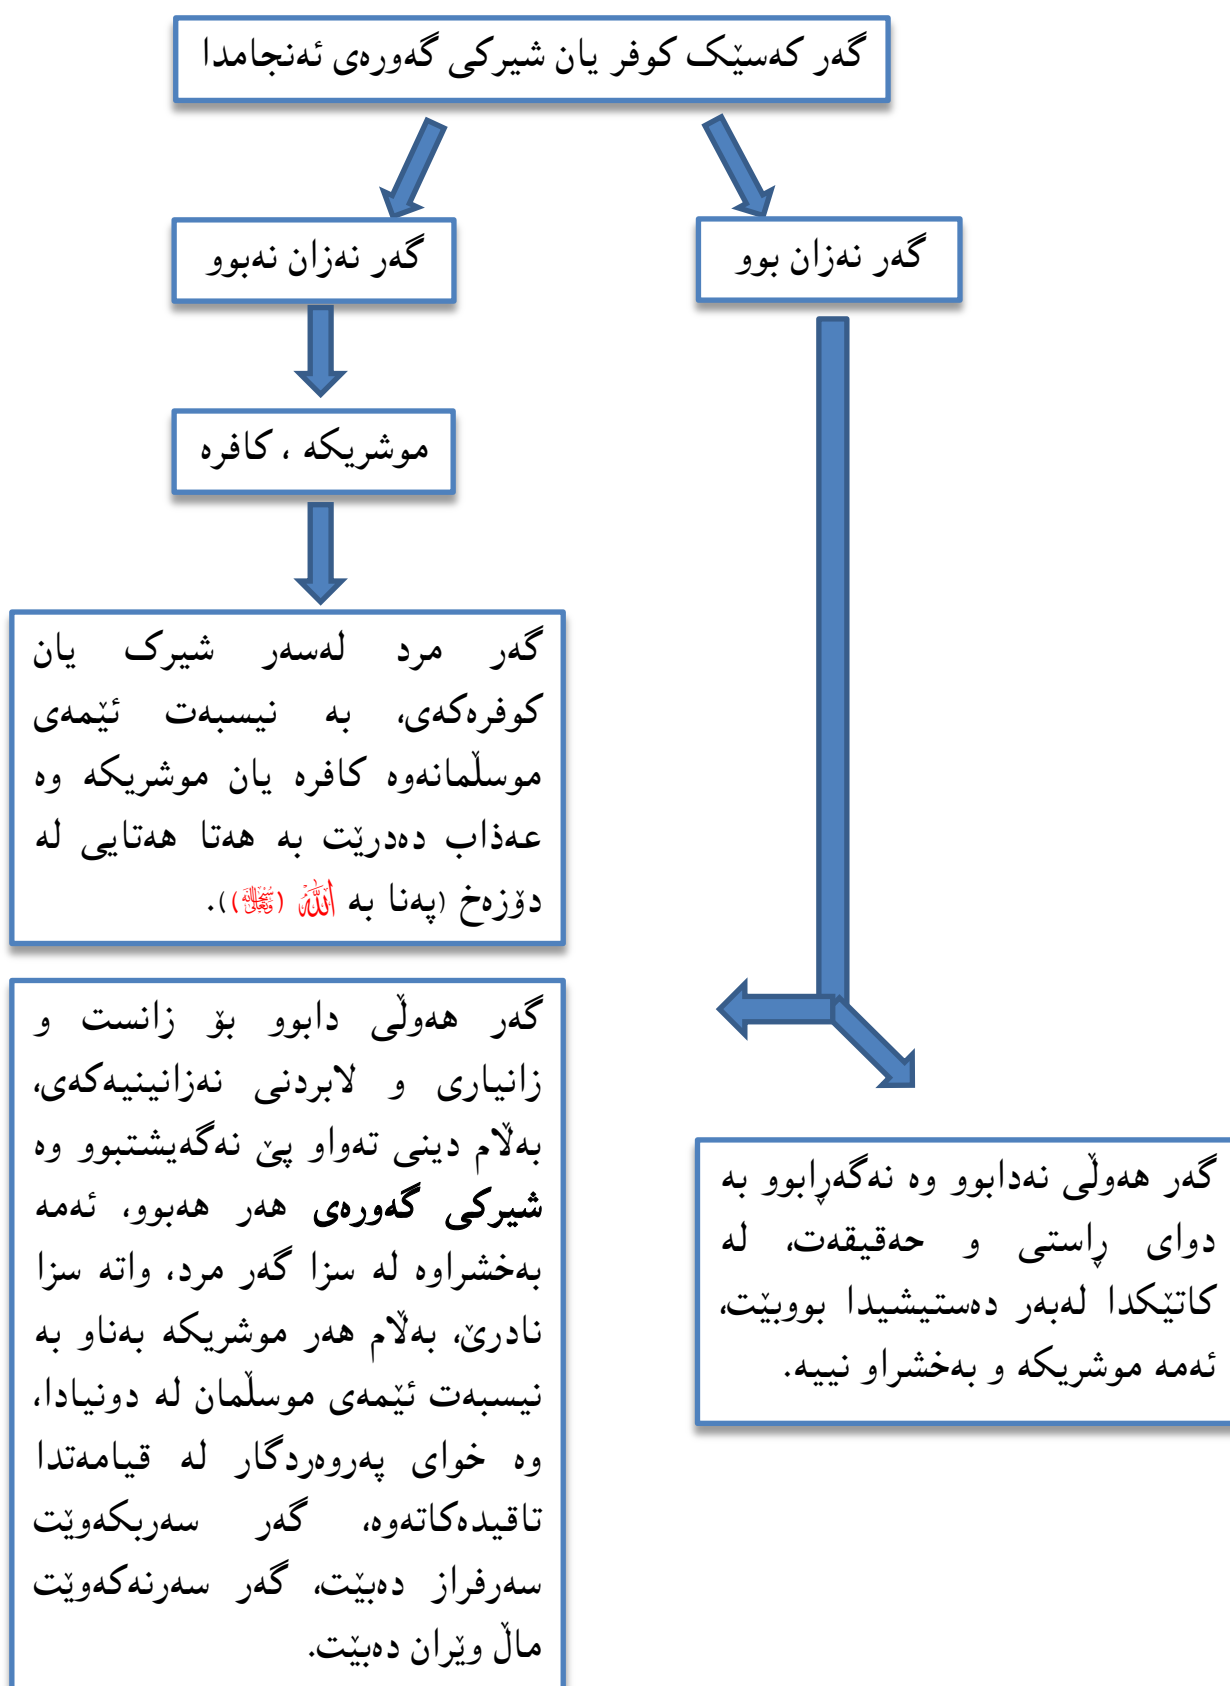 گەر کەسێک کوفر یان شیرکی گەورەی ئەنجامدا
گەر نەزان بوو
گەر نەزان نەبوو
موشریکە ، کافرە
گەر مرد لەسەر شیرک یان
کوفرەکەی، بە نیسبەت ئێمەی
موسڵمانەوە کافرە یان موشریکە وە
عەذاب دەدرێت بە هەتا هەتایی لە
دۆزەخ (پەنا بە اللَّهُ (ﷻ)).
گەر هەوڵی دابوو بۆ زانست و
زانیاری و لابردنی نەزانینیەکەی،
بەڵام دینی تەواو پێ نەگەیشتبوو وە
شیرکی گەورەی هەر هەبوو، ئەمە
بەخشراوە لە سزا گەر مرد، واتە سزا
نادرێ، بەڵام هەر موشریکە بەناو بە
نیسبەت ئێمەی موسڵمان لە دونیادا،
وە خوای پەروەردگار لە قیامەتدا
تاقیدەکاتەوە، گەر سەربکەوێت
سەرفراز دەبێت، گەر سەرنەکەوێت
ماڵ وێران دەبێت.
گەر هەوڵی نەدابوو وە نەگەڕابوو بە
دوای ڕاستی و حەقیقەت، لە
کاتێکدا لەبەر دەستیشیدا بووبێت،
ئەمە موشریکە و بەخشراو نییە.